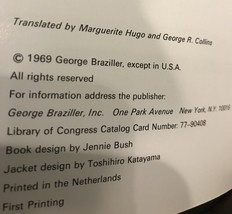 Translated by Marguerite Hugo and George R. Collins
© 1969 George Braziller, except in U.S.A.
All rights reserved
For information address the publisher:
George Braziller, Inc. One Park Avenue New York, N.Y. 10016
Library of Congress Catalog Card Number: 77-90408
Book design by Jennie Bush
Jacket design by Toshihiro Katayama
Printed in the Netherlands
First Printing